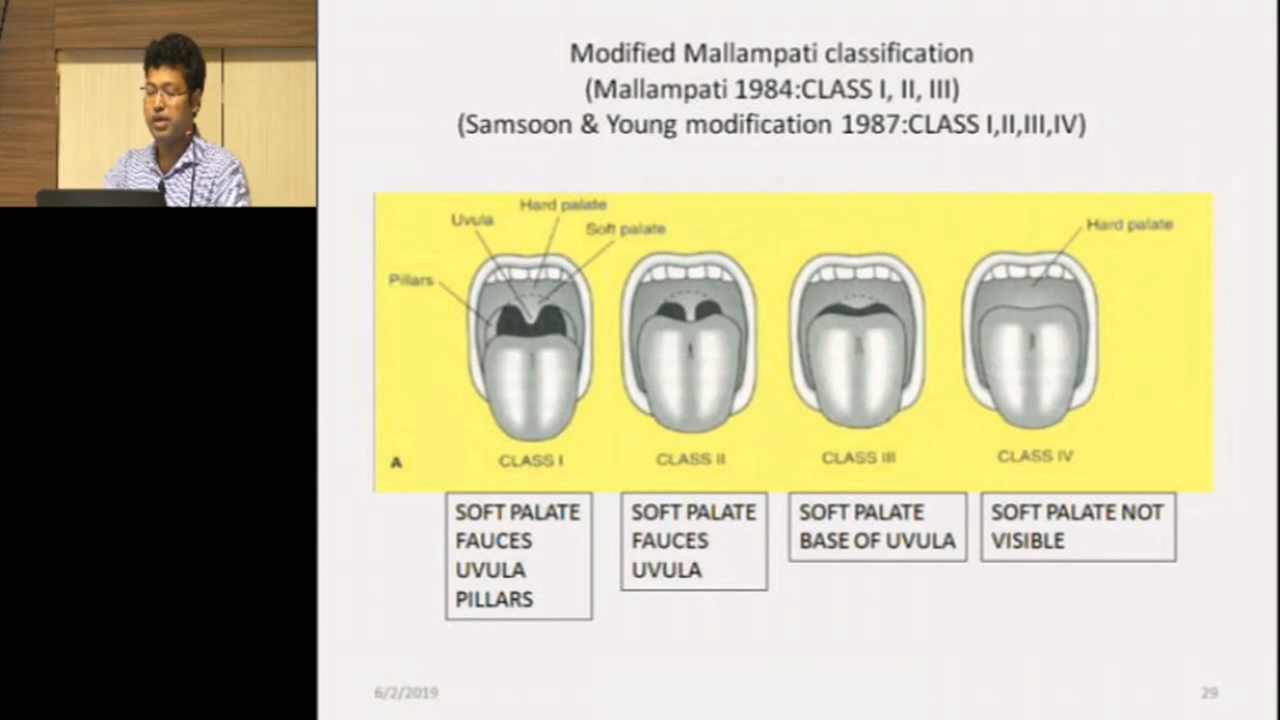 Modified Mallampati classification
(Mallampati 1984:CLASS I, II, III)
(Samsoon & Young modification 1987:CLASS I,II,III,IV)
Hard palate
Uvula
Soft palate
Pillars
Hard palate
A
CLASS I
CLASS II
CLASS III
CLASS IV
SOFT PALATE
FAUCES
UVULA
PILLARS
SOFT PALATE
FAUCES
UVULA
SOFT PALATE
BASE OF UVULA
SOFT PALATE NOT
VISIBLE
6/2/2019
29